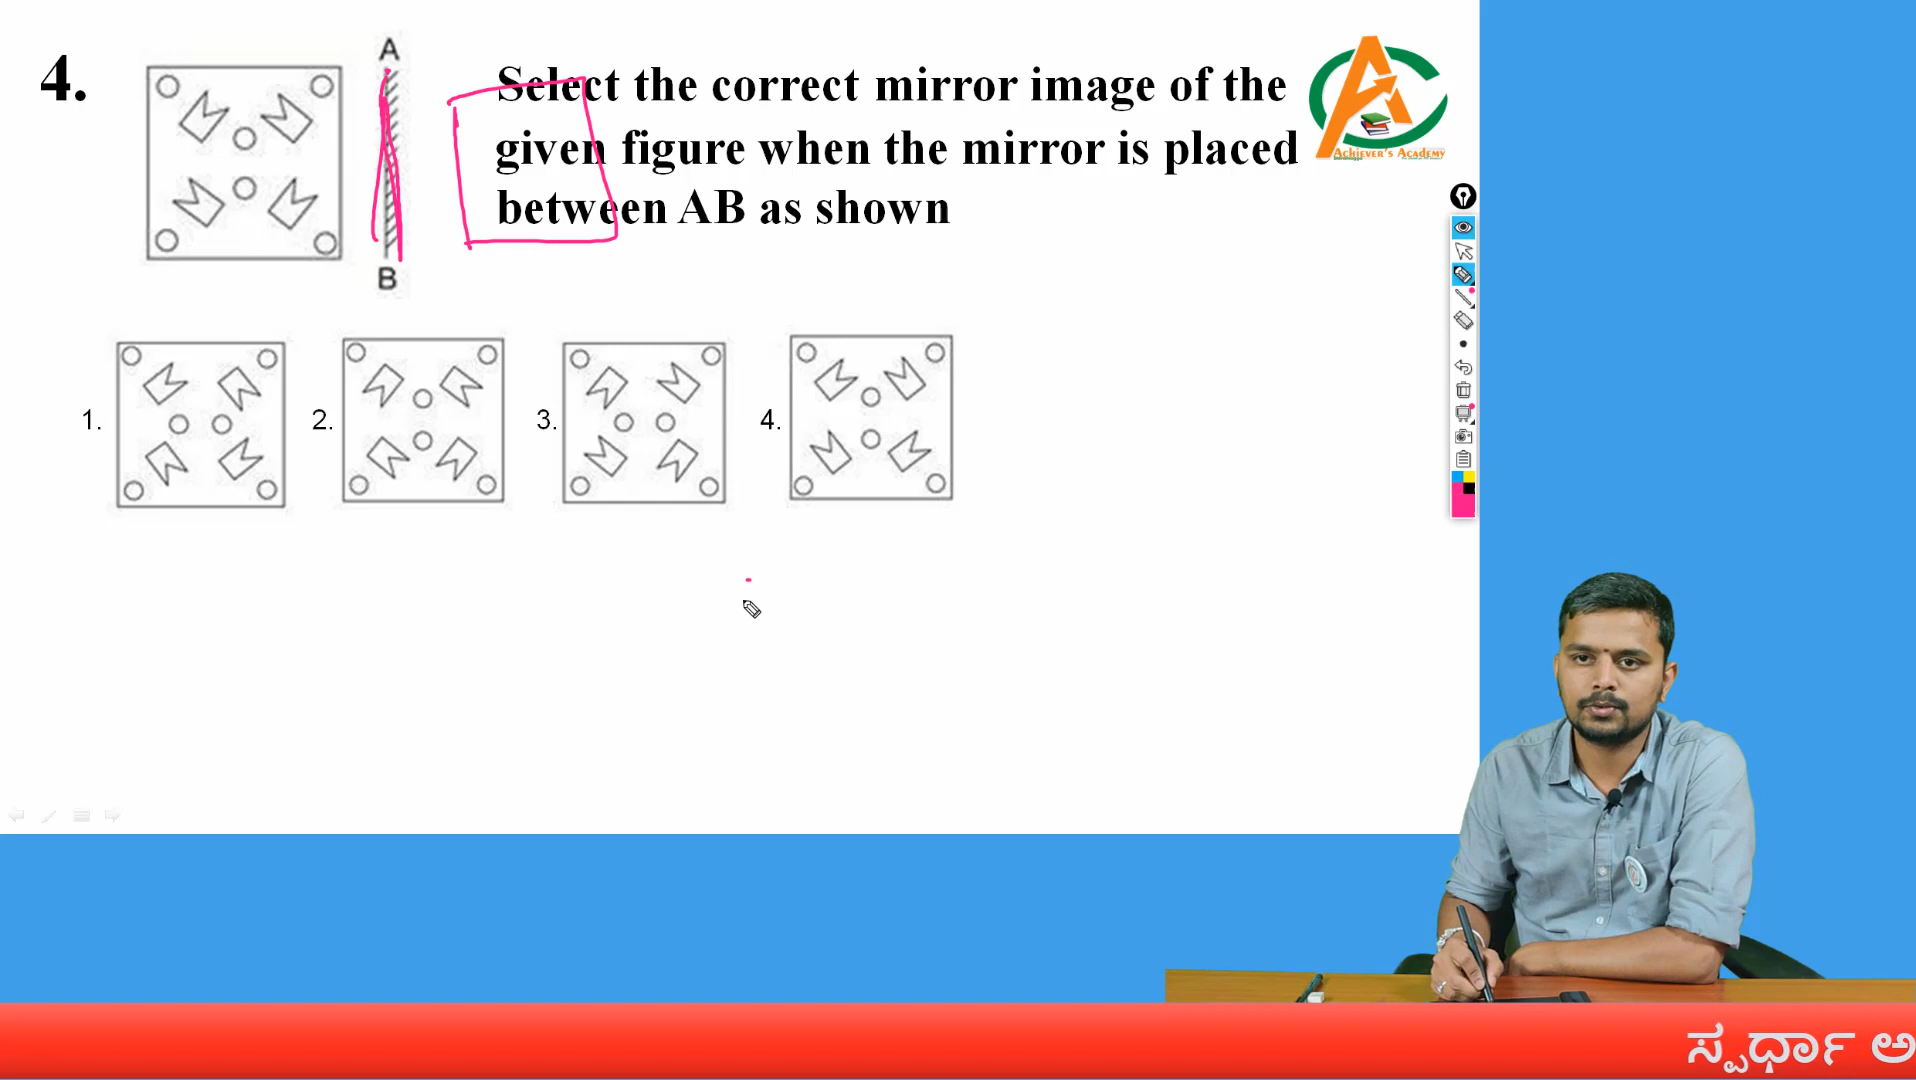 4.
A
B
Select the correct mirror image of the
given figure when the mirror is placed
between AB as shown
Achiever's Academy
1.
2.
3.
4.
ಸ್ಪರ್ಧಾ ಅ